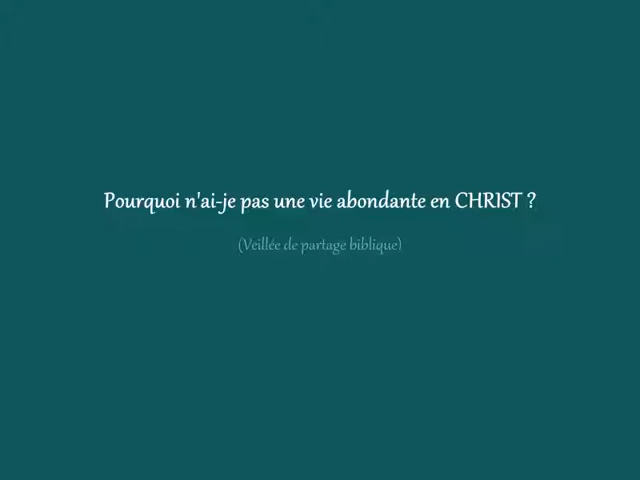 Pourquoi n'ai-je pas une vie abondante en CHRIST ?
(Veillée de partage biblique)